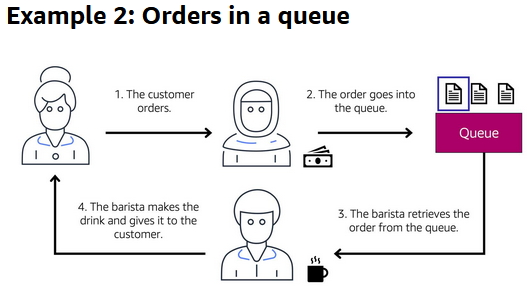 Example 2: Orders in a queue
1. The customer
orders.
2. The order goes into
the queue.
Queue
3. The barista retrieves the
order from the queue.
4. The barista makes the
drink and gives it to the
customer.